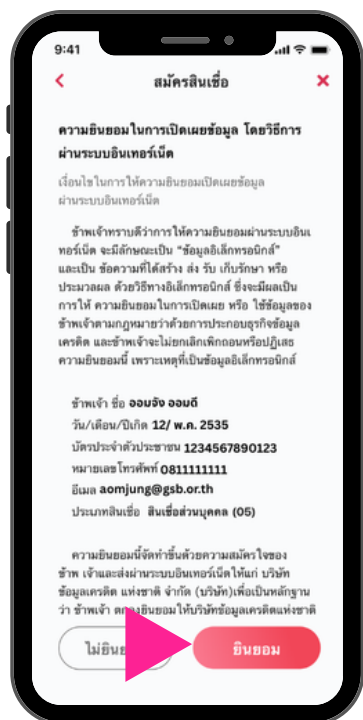 9:41
สมัครสินเชื่อ
ความยินยอมในการเปิดเผยข้อมูล โดยวิธีการ
ผ่านระบบอินเทอร์เน็ต
เงื่อนไขในการให้ความยินยอมเปิดเผยข้อมูล
ผ่านระบบอินเทอร์เน็ต
ข้าพเจ้าทราบดีว่าการให้ความยินยอมผ่านระบบอินเ
ทอร์เน็ต จะมีลักษณะเป็น “ข้อมูลอิเล็กทรอนิกส์”
และเป็น ข้อความที่ได้สร้าง ส่ง รับ เก็บรักษา หรือ
ประมวลผล ด้วยวิธีทางอิเล็กทรอนิกส์ ซึ่งจะมีผลเป็น
การให้ ความยินยอมในการเปิดเผย หรือ ใช้ข้อมูลของ
ข้าพเจ้าตามกฎหมายว่าด้วยการประกอบธุรกิจข้อมูล
เครดิต และข้าพเจ้าจะไม่ยกเลิกเพิกถอนหรือปฏิเสธ
ความยินยอมนี้ เพราะเหตุที่เป็นข้อมูลอิเล็กทรอนิกส์
ข้าพเจ้า ชื่อ ออมจัง ออมดี
วัน/เดือน/ปีเกิด 12/ พ.ค. 2535
บัตรประจำตัวประชาชน 1234567890123
หมายเลขโทรศัพท์ 0811111111
อีเมล aomjung@gsb.or.th
ประเภทสินเชื่อ สินเชื่อส่วนบุคคล (05)
ความยินยอมนี้จัดทำขึ้นด้วยความสมัครใจของ
ข้าพ เจ้าและส่งผ่านระบบอินเทอร์เน็ตให้แก่ บริษัท
ข้อมูลเครดิต แห่งชาติ จำกัด (บริษัท)เพื่อเป็นหลักฐาน
ว่า ข้าพเจ้า ตกลงยินยอมให้บริษัทข้อมูลเครดิตแห่งชาติ
ยินยอม